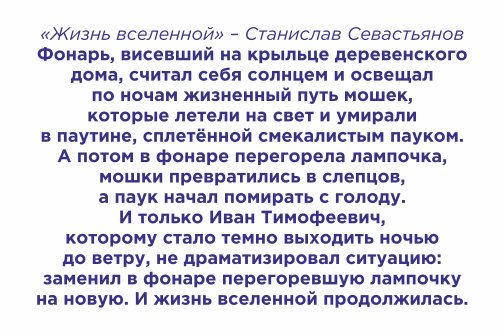 «Жизнь вселенной» – Станислав Севастьянов
Фонарь, висевший на крыльце деревенского
дома, считал себя солнцем и освещал
по ночам жизненный путь мошек,
которые летели на свет и умирали
в паутине, сплетённой смекалистым пауком.
А потом в фонаре перегорела лампочка,
мошки превратились в слепцов,
а паук начал помирать с голоду.
И только Иван Тимофеевич,
которому стало темно выходить ночью
до ветру, не драматизировал ситуацию:
заменил в фонаре перегоревшую лампочку
на новую. И жизнь вселенной продолжилась.